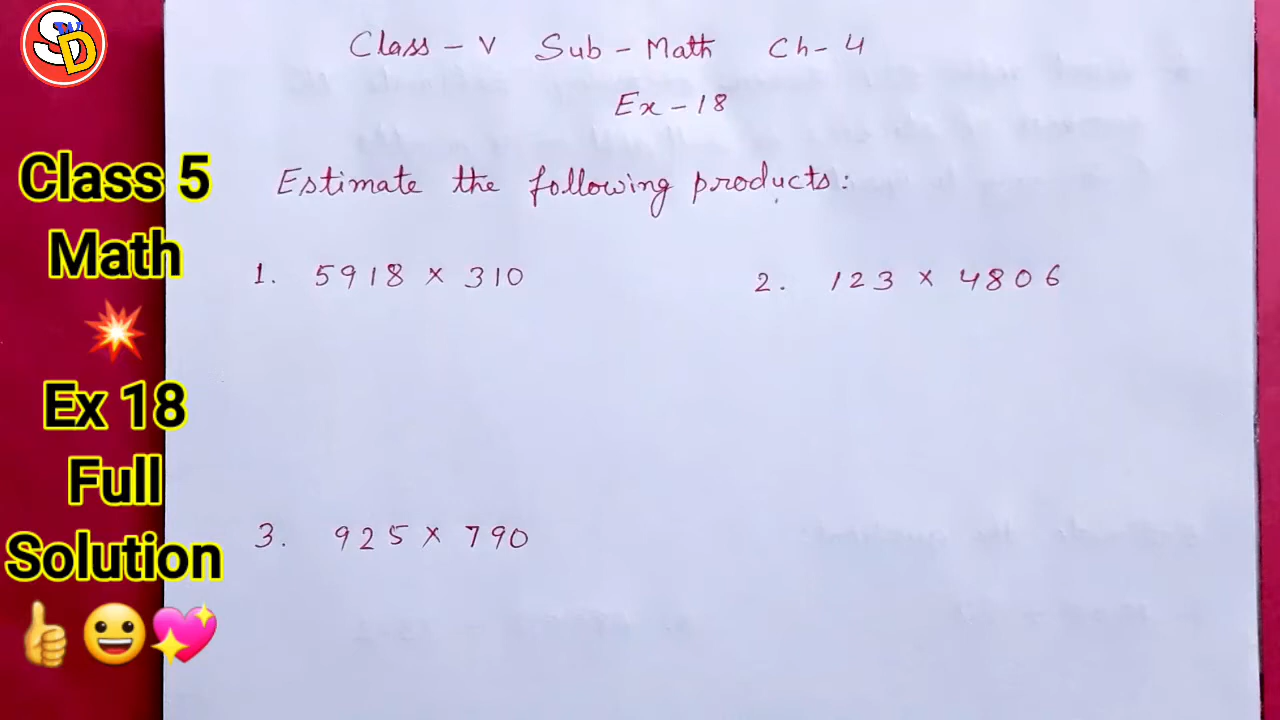 SWD
Class - V Sub - Math Ch - 4
Ex - 18
Estimate the following products:
1. 5918 × 310
2. 123 × 4806
3. 925 × 790
Class 5
Math
💥
Ex 18
Full
Solution
👍😀💖